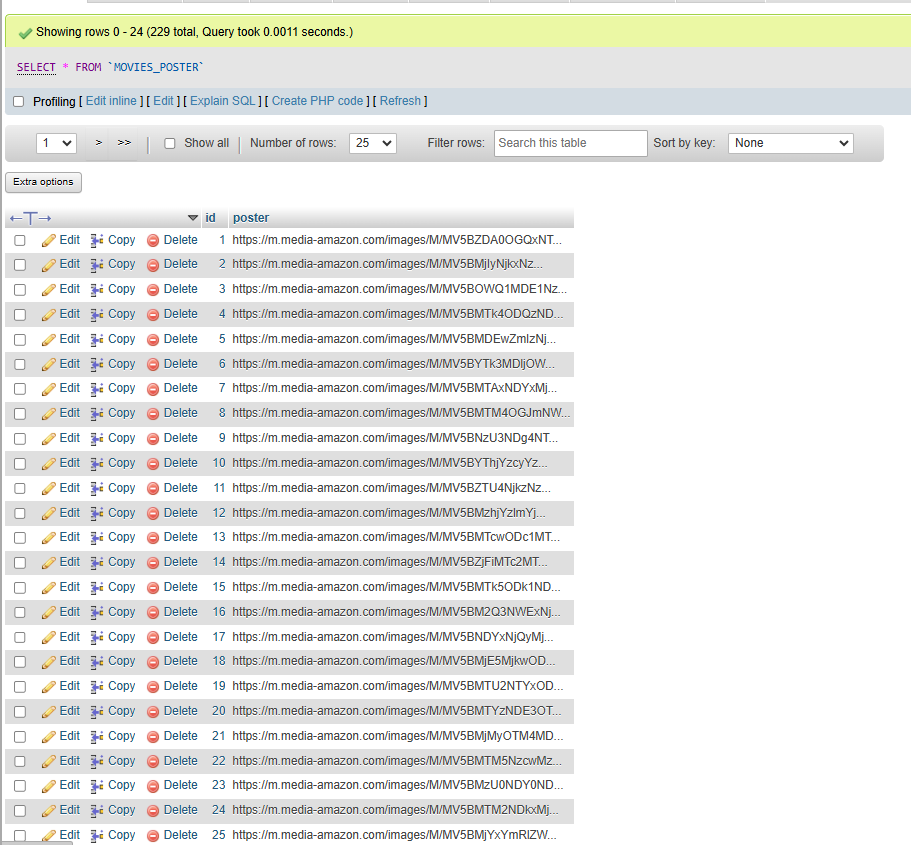 Showing rows 0 - 24 (229 total, Query took 0.0011 seconds.)
SELECT * FROM `MOVIES_POSTER`
Profiling [ Edit inline ] [ Edit ] [ Explain SQL ] [ Create PHP code ] [ Refresh ]
1 > >> Show all Number of rows: 25 Filter rows: Search this table Sort by key: None
Extra options
←T→ id poster
Edit Copy Delete 1 https://m.media-amazon.com/images/M/MV5BZDA0OGQxNT...
Edit Copy Delete 2 https://m.media-amazon.com/images/M/MV5BMjIyNjkxNz...
Edit Copy Delete 3 https://m.media-amazon.com/images/M/MV5BOWQ1MDE1Nz...
Edit Copy Delete 4 https://m.media-amazon.com/images/M/MV5BMTk4ODQzND...
Edit Copy Delete 5 https://m.media-amazon.com/images/M/MV5BMDEwZmIzNj...
Edit Copy Delete 6 https://m.media-amazon.com/images/M/MV5BYTk3MDljOW...
Edit Copy Delete 7 https://m.media-amazon.com/images/M/MV5BMTAxNDYxMj...
Edit Copy Delete 8 https://m.media-amazon.com/images/M/MV5BMTM4OGJmNW...
Edit Copy Delete 9 https://m.media-amazon.com/images/M/MV5BNzU3NDg4NT...
Edit Copy Delete 10 https://m.media-amazon.com/images/M/MV5BYThjYzcyYz...
Edit Copy Delete 11 https://m.media-amazon.com/images/M/MV5BZTU4NjkzNz...
Edit Copy Delete 12 https://m.media-amazon.com/images/M/MV5BMzhjYzImYj...
Edit Copy Delete 13 https://m.media-amazon.com/images/M/MV5BMTcwODc1MT...
Edit Copy Delete 14 https://m.media-amazon.com/images/M/MV5BZjFiMTc2MT...
Edit Copy Delete 15 https://m.media-amazon.com/images/M/MV5BMTk5ODk1ND...
Edit Copy Delete 16 https://m.media-amazon.com/images/M/MV5BM2Q3NWExNj...
Edit Copy Delete 17 https://m.media-amazon.com/images/M/MV5BNDYxNjQyMj...
Edit Copy Delete 18 https://m.media-amazon.com/images/M/MV5BMjE5MjkwOD...
Edit Copy Delete 19 https://m.media-amazon.com/images/M/MV5BMTU2NTYxOD...
Edit Copy Delete 20 https://m.media-amazon.com/images/M/MV5BMTYzNDE3OT...
Edit Copy Delete 21 https://m.media-amazon.com/images/M/MV5BMjMyOTM4MD...
Edit Copy Delete 22 https://m.media-amazon.com/images/M/MV5BMTM5NzcwMz...
Edit Copy Delete 23 https://m.media-amazon.com/images/M/MV5BMzU0NDY0ND...
Edit Copy Delete 24 https://m.media-amazon.com/images/M/MV5BMTM2NDkxMj...
Edit Copy Delete 25 https://m.media-amazon.com/images/M/MV5BMjYxYmRlZW...